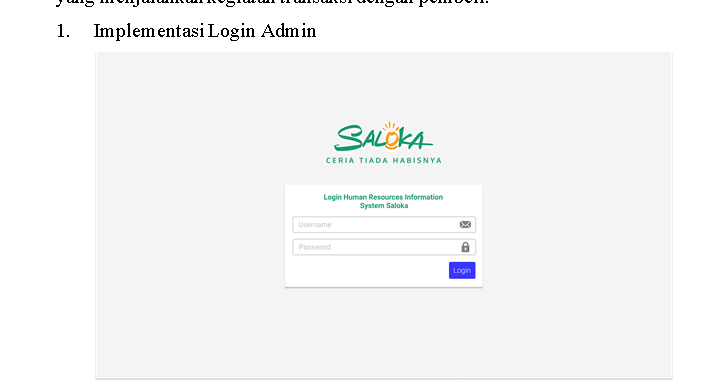 yang menjalankan kegiatan transaksi dengan pembeli.
1. Implementasi Login Admin
SALOKA
CERIA TIADA HABISNYA
Login Human Resources Information
System Saloka
Username
Password
Login